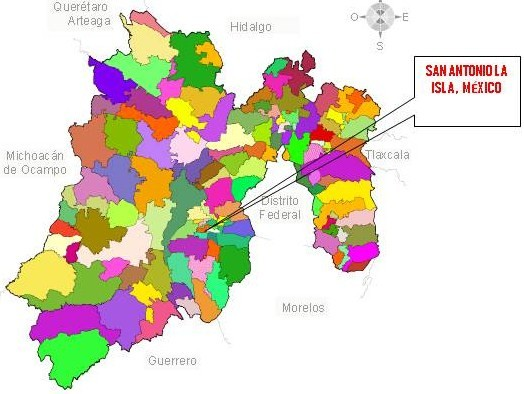 Querétaro
Arteaga
Hidalgo
O
E
S
SAN ANTONIO LA
ISLA, MÉXICO
Michoacán
de Ocampo
Tlaxcala
Distrito
Federal
Morelos
Guerrero